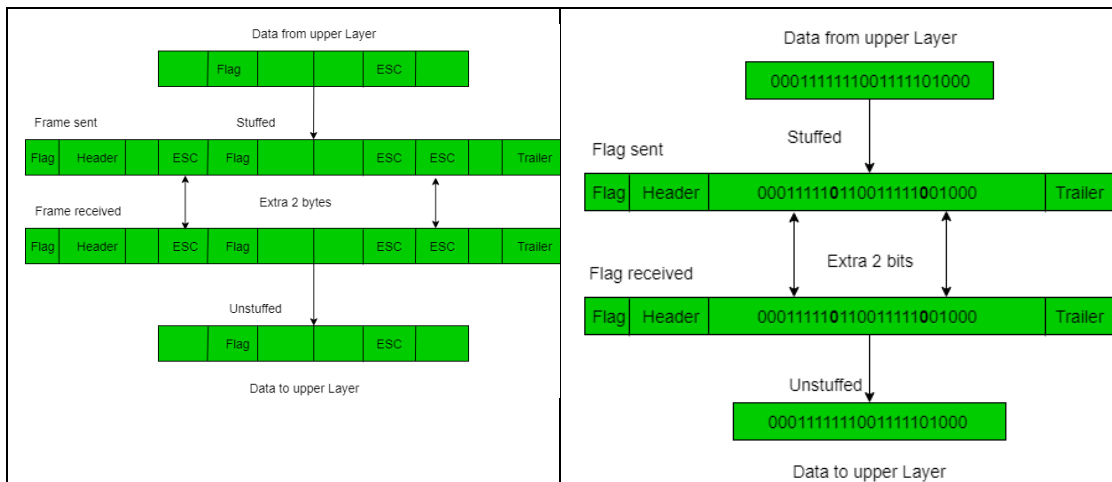 Data from upper Layer
Flag ESC
Frame sent Stuffed
Flag Header ESC Flag ESC ESC Trailer
Extra 2 bytes
Frame received
Flag Header ESC Flag ESC ESC Trailer
Unstuffed
Flag ESC
Data to upper Layer
Data from upper Layer
0001111111001111101000
Stuffed
Flag sent
Flag Header 000111110110011111001000 Trailer
Extra 2 bits
Flag received
Flag Header 000111110110011111001000 Trailer
Unstuffed
0001111111001111101000
Data to upper Layer